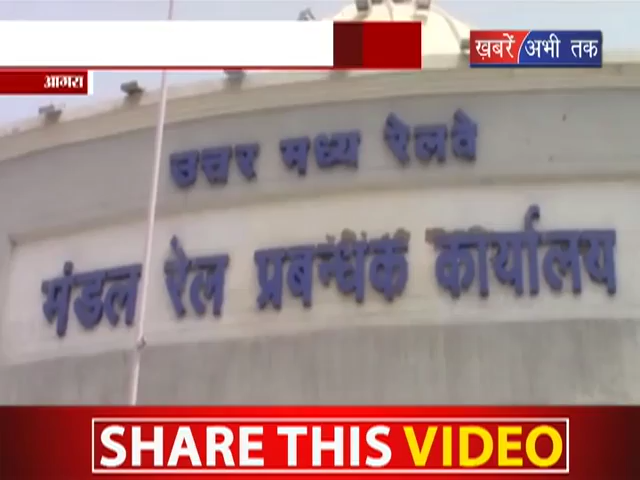 ख़बरें अभी तक
आगरा
उत्तर मध्य रेलवे
मंडल रेल प्रबन्धक कार्यालय
SHARE THIS VIDEO